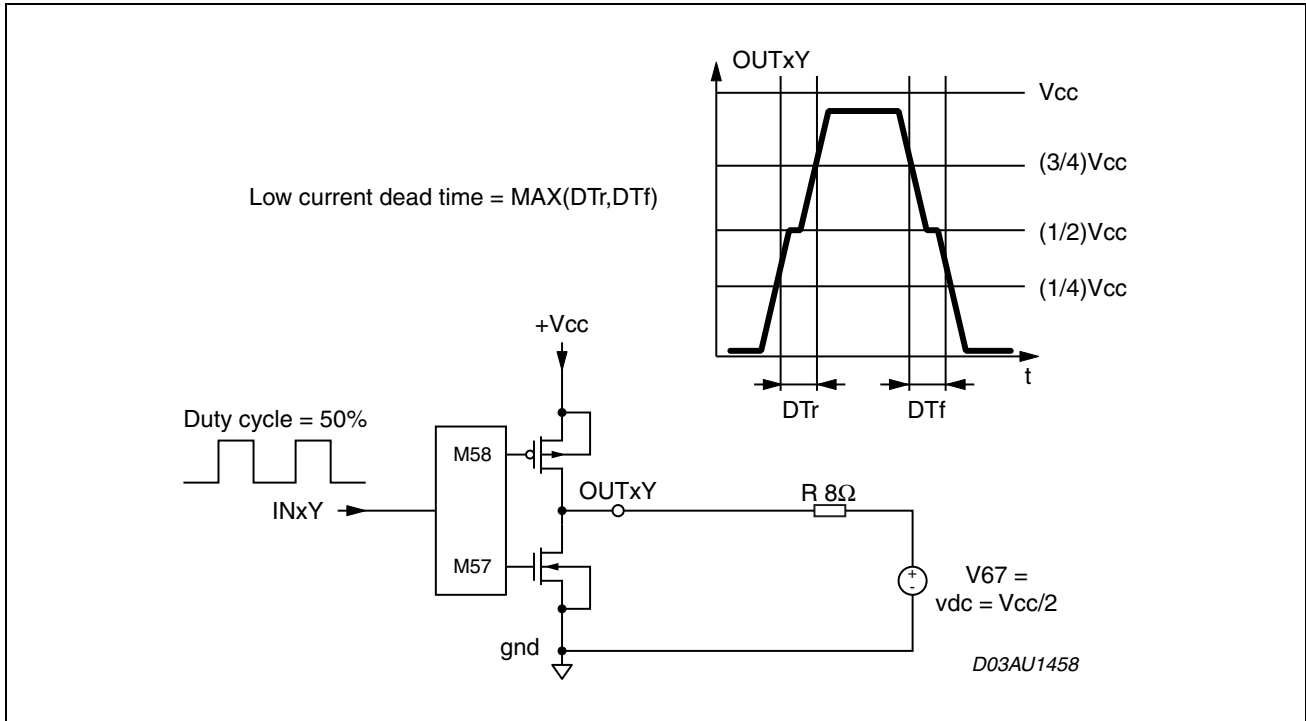 OUTxY
Vcc
(3/4)Vcc
Low current dead time = MAX(DTr,DTf)
(1/2)Vcc
(1/4)Vcc
+Vcc
t
DTr
DTf
Duty cycle = 50%
M58
OUTxY
R 8Ω
INxY
M57
+
-
V67 =
vdc = Vcc/2
gnd
D03AU1458